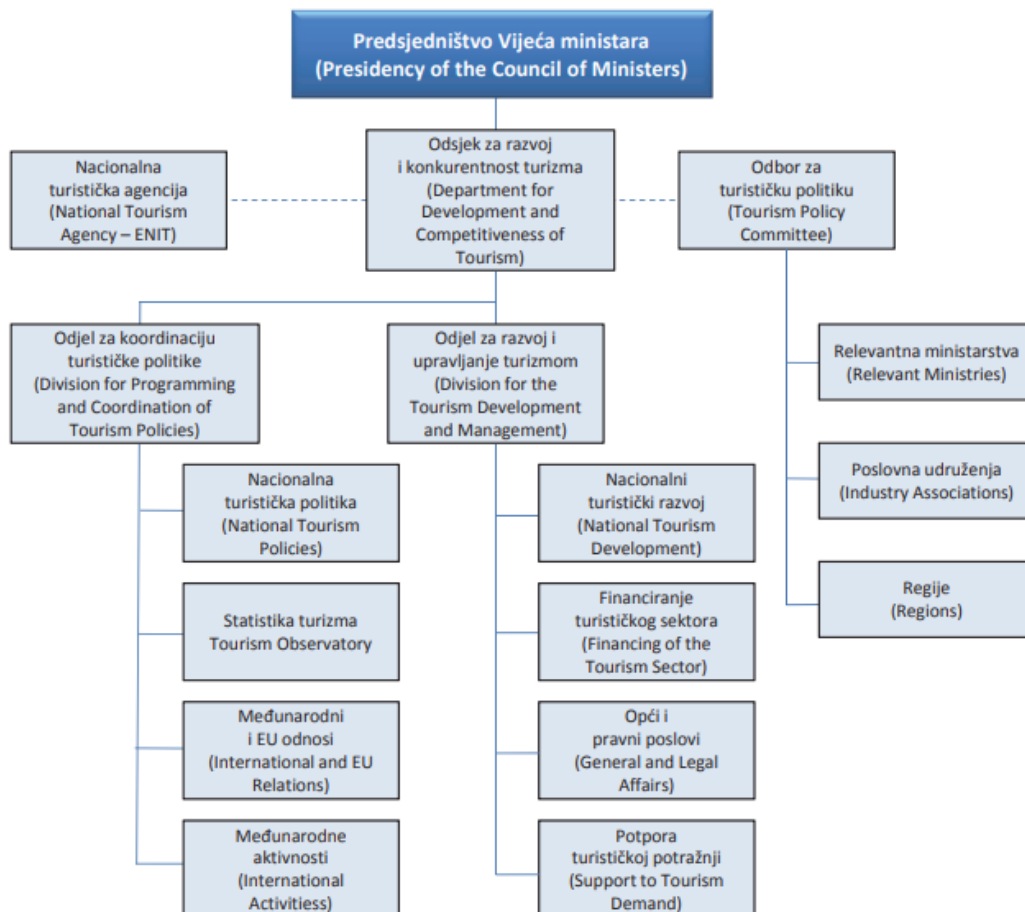 Predsjedništvo Vijeća ministara
(Presidency of the Council of Ministers)
Nacionalna
turistička agencija
(National Tourism
Agency – ENIT)
Odsjek za razvoj
i konkurentnost turizma
(Department for
Development and
Competitiveness of
Tourism)
Odbor za
turističku politiku
(Tourism Policy
Committee)
Odjel za koordinaciju
turističke politike
(Division for Programming
and Coordination of
Tourism Policies)
Odjel za razvoj i
upravljanje turizmom
(Division for the
Tourism Development
and Management)
Relevantna ministarstva
(Relevant Ministries)
Poslovna udruženja
(Industry Associations)
Regije
(Regions)
Nacionalna
turistička politika
(National Tourism
Policies)
Statistika turizma
Tourism Observatory
Međunarodni
i EU odnosi
(International and EU
Relations)
Međunarodne
aktivnosti
(International
Activitiess)
Nacionalni
turistički razvoj
(National Tourism
Development)
Financiranje
turističkog sektora
(Financing of the
Tourism Sector)
Opći i
pravni poslovi
(General and Legal
Affairs)
Potpora
turističkoj potražnji
(Support to Tourism
Demand)